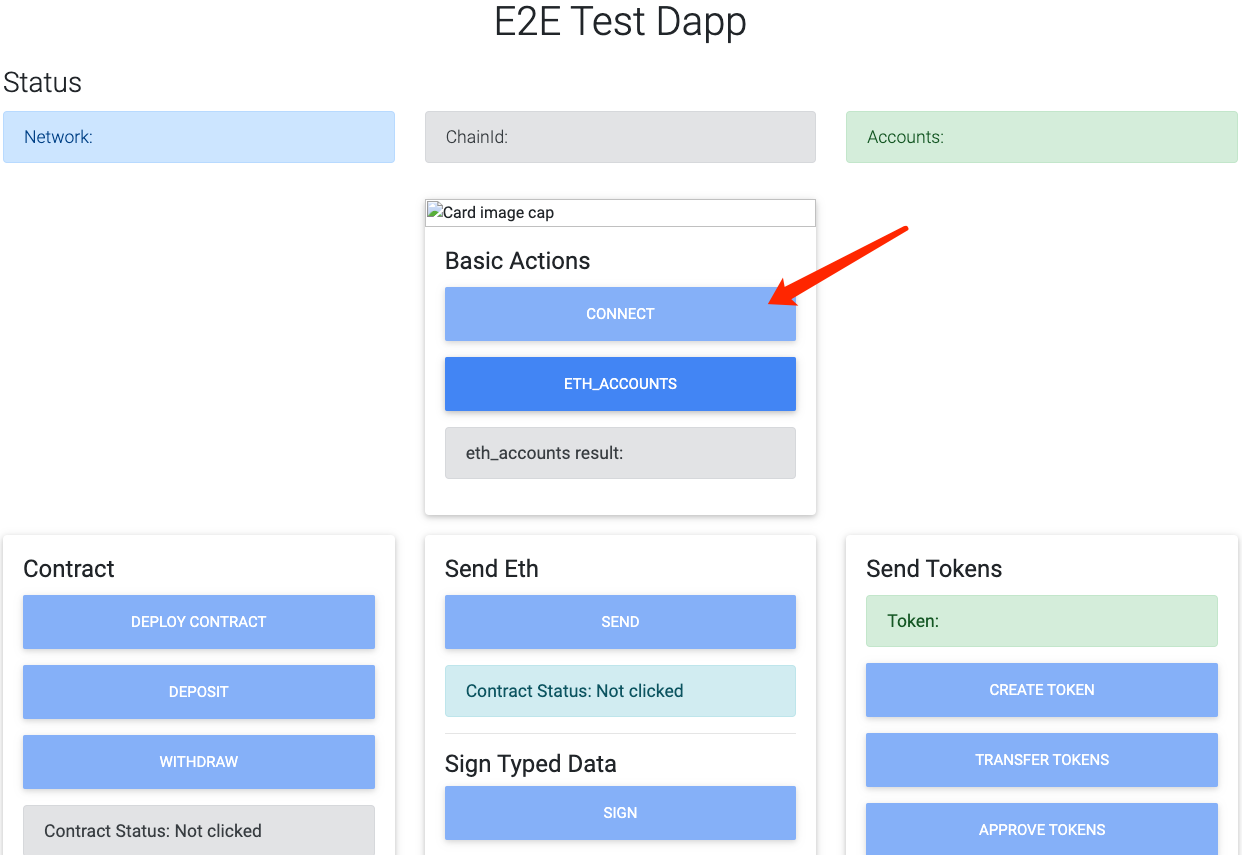 E2E Test Dapp
Status
Network:
ChainId:
Accounts:
Card image cap
Basic Actions
CONNECT
ETH_ACCOUNTS
eth_accounts result:
Contract
DEPLOY CONTRACT
DEPOSIT
WITHDRAW
Contract Status: Not clicked
Send Eth
SEND
Contract Status: Not clicked
Sign Typed Data
SIGN
Send Tokens
Token:
CREATE TOKEN
TRANSFER TOKENS
APPROVE TOKENS